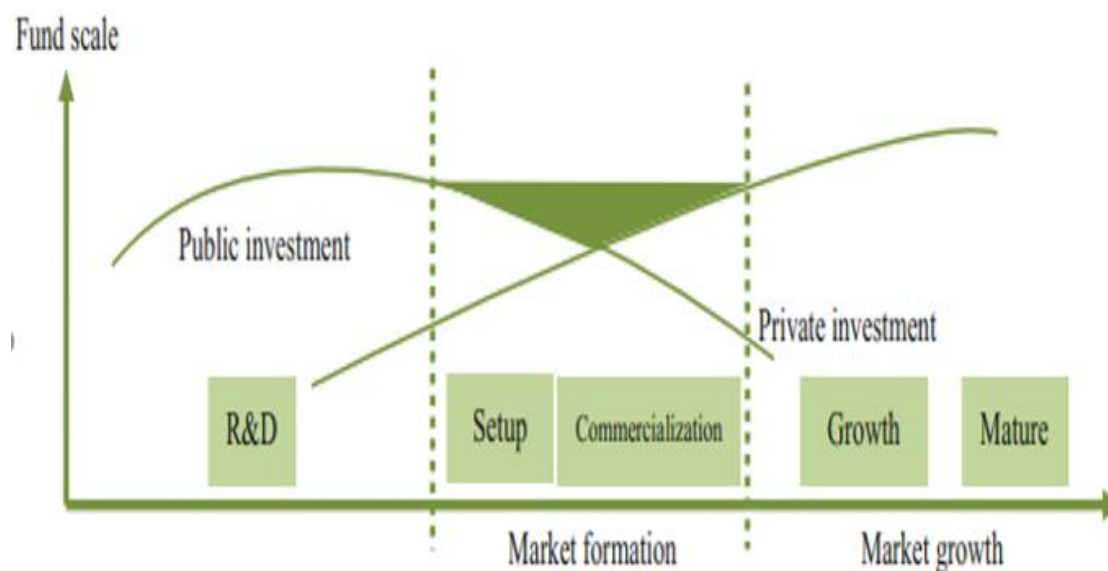 Fund scale
Public investment
Private investment
R&D
Setup
Commercialization
Growth
Mature
Market formation
Market growth